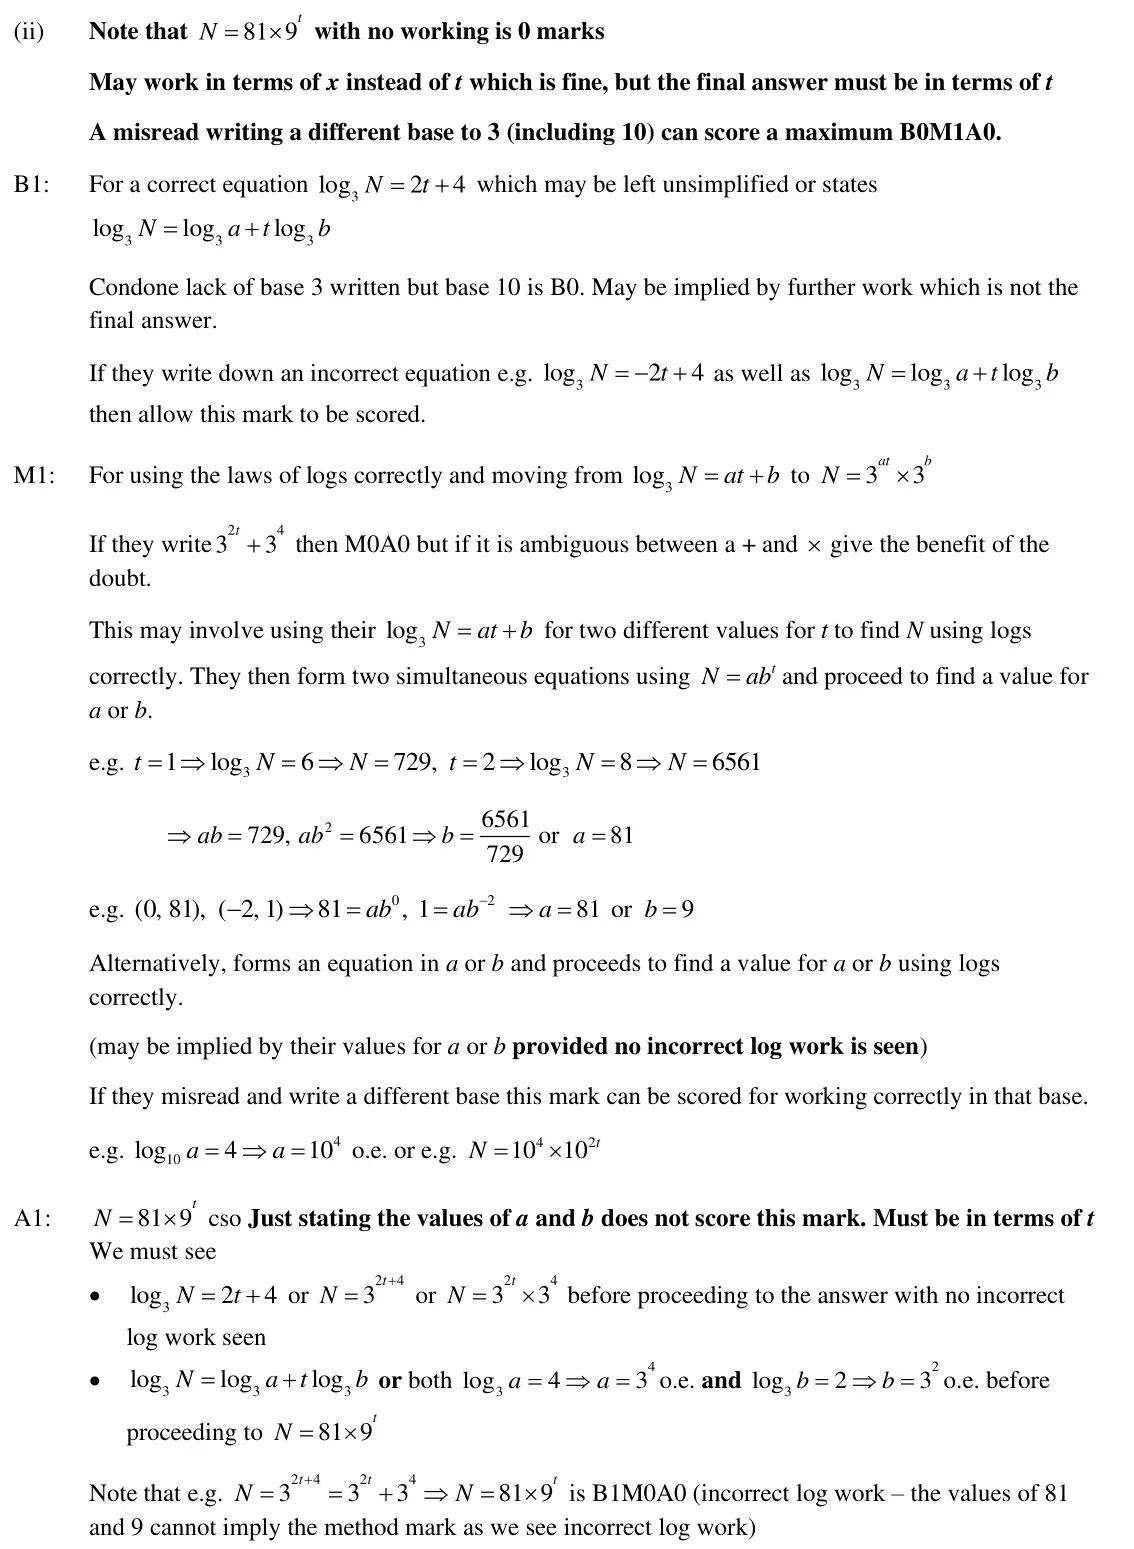 (ii) Note that N = 81×9^t with no working is 0 marks
May work in terms of x instead of t which is fine, but the final answer must be in terms of t
A misread writing a different base to 3 (including 10) can score a maximum B0M1A0.
B1: For a correct equation log₃ N = 2t + 4 which may be left unsimplified or states
log₃ N = log₃ a + t log₃ b
Condone lack of base 3 written but base 10 is B0. May be implied by further work which is not the
final answer.
If they write down an incorrect equation e.g. log₃ N = −2t + 4 as well as log₃ N = log₃ a + t log₃ b
then allow this mark to be scored.
M1: For using the laws of logs correctly and moving from log₃ N = at + b to N = 3^{at} × 3^b
If they write 3^{2t} + 3^4 then M0A0 but if it is ambiguous between a + and × give the benefit of the
doubt.
This may involve using their log₃ N = at + b for two different values for t to find N using logs
correctly. They then form two simultaneous equations using N = ab^t and proceed to find a value for
a or b.
e.g. t = 1 ⇒ log₃ N = 6 ⇒ N = 729, t = 2 ⇒ log₃ N = 8 ⇒ N = 6561
⇒ ab = 729, ab² = 6561 ⇒ b = 6561/729 or a = 81
e.g. (0, 81), (−2, 1) ⇒ 81 = ab⁰, 1 = ab⁻² ⇒ a = 81 or b = 9
Alternatively, forms an equation in a or b and proceeds to find a value for a or b using logs
correctly.
(may be implied by their values for a or b provided no incorrect log work is seen)
If they misread and write a different base this mark can be scored for working correctly in that base.
e.g. log₁₀ a = 4 ⇒ a = 10⁴ o.e. or e.g. N = 10⁴ × 10^{2t}
A1: N = 81×9^t cso Just stating the values of a and b does not score this mark. Must be in terms of t
We must see
• log₃ N = 2t + 4 or N = 3^{2t+4} or N = 3^{2t} × 3^4 before proceeding to the answer with no incorrect
log work seen
• log₃ N = log₃ a + t log₃ b or both log₃ a = 4 ⇒ a = 3^4 o.e. and log₃ b = 2 ⇒ b = 3^2 o.e. before
proceeding to N = 81×9^t
Note that e.g. N = 3^{2t+4} = 3^{2t} + 3^4 ⇒ N = 81×9^t is B1M0A0 (incorrect log work – the values of 81
and 9 cannot imply the method mark as we see incorrect log work)